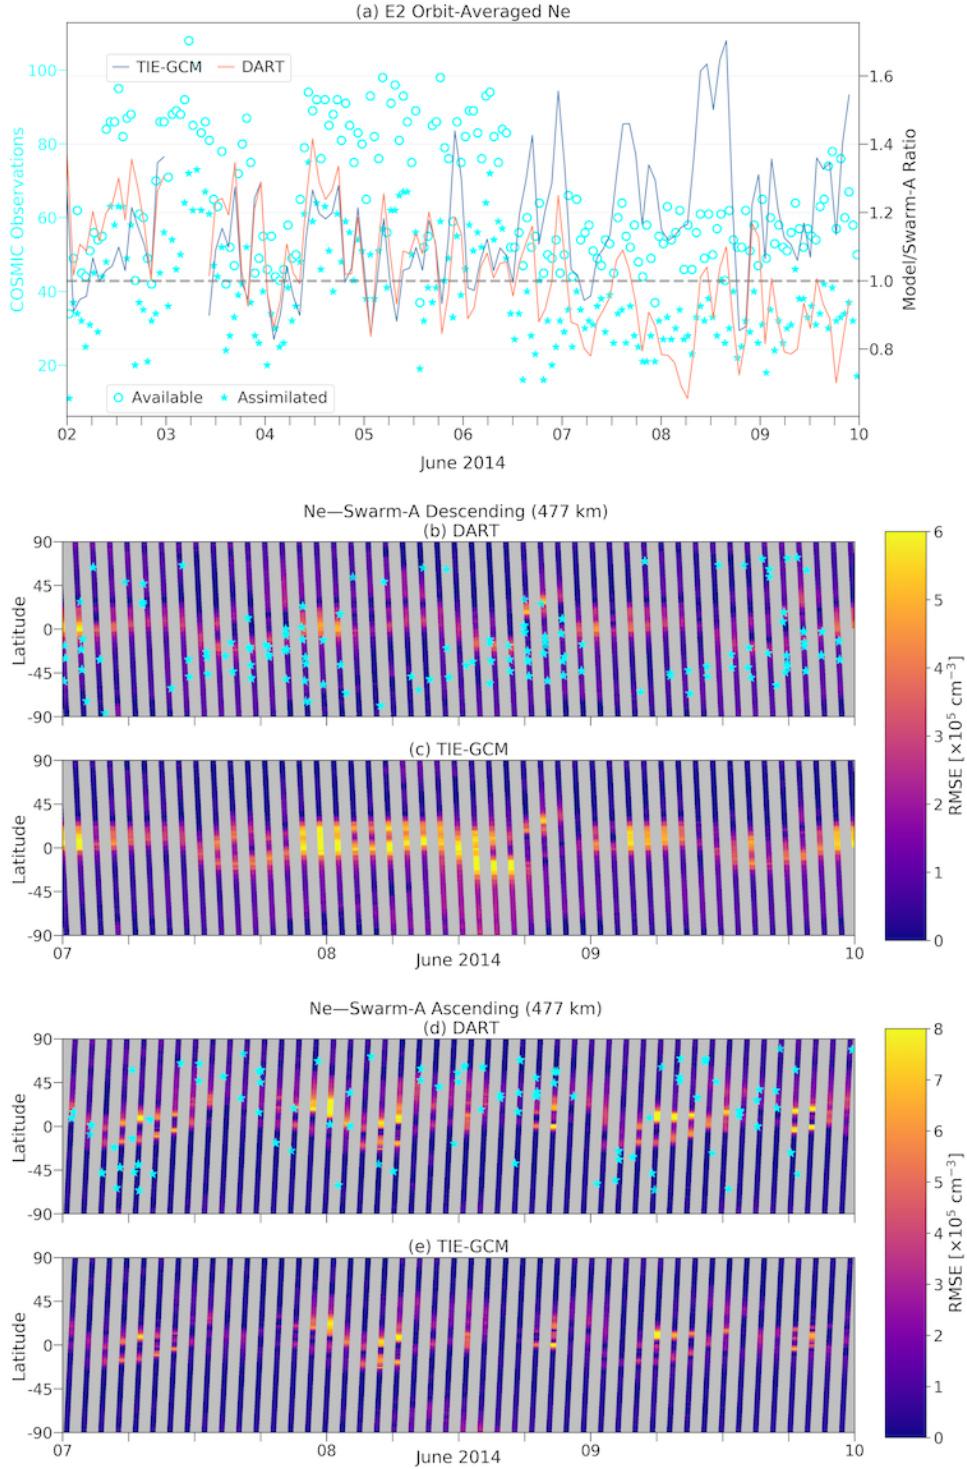 (a) E2 Orbit-Averaged Ne
COSMIC Observations
100
80
60
40
20
TIE-GCM DART
Available Assimilated
1.6
1.4
1.2
1.0
0.8
Model/Swarm-A Ratio
02 03 04 05 06 07 08 09 10
June 2014
Ne—Swarm-A Descending (477 km)
(b) DART
Latitude
90
45
0
-45
-90
(c) TIE-GCM
Latitude
90
45
0
-45
-90
07 08 09 10
June 2014
6
5
4
3
2
1
0
RMSE [×10⁵ cm⁻³]
Ne—Swarm-A Ascending (477 km)
(d) DART
Latitude
90
45
0
-45
-90
(e) TIE-GCM
Latitude
90
45
0
-45
-90
07 08 09 10
June 2014
8
7
6
5
4
3
2
1
0
RMSE [×10⁵ cm⁻³]